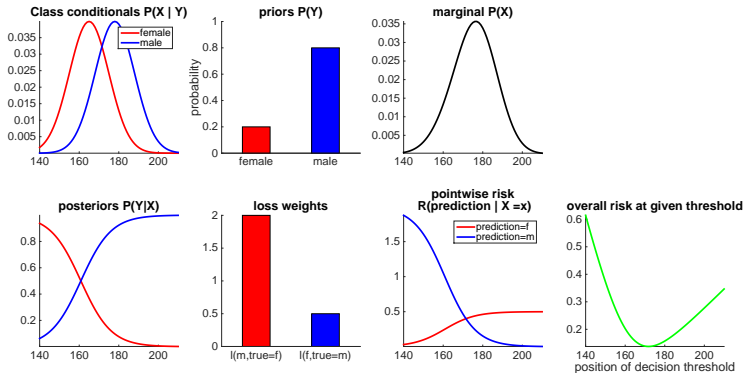 Class conditionals P(X | Y)
female
male
0.035
0.03
0.025
0.02
0.015
0.01
0.005
140 160 180 200
priors P(Y)
probability
1
0.8
0.6
0.4
0.2
0
female male
marginal P(X)
0.035
0.03
0.025
0.02
0.015
0.01
0.005
140 160 180 200
posteriors P(Y|X)
0.8
0.6
0.4
0.2
140 160 180 200
loss weights
2
1.5
1
0.5
0
l(m,true=f) l(f,true=m)
pointwise risk
R(prediction | X =x)
prediction=f
prediction=m
1.5
1
0.5
140 160 180 200
overall risk at given threshold
0.6
0.5
0.4
0.3
0.2
140 160 180 200
position of decision threshold